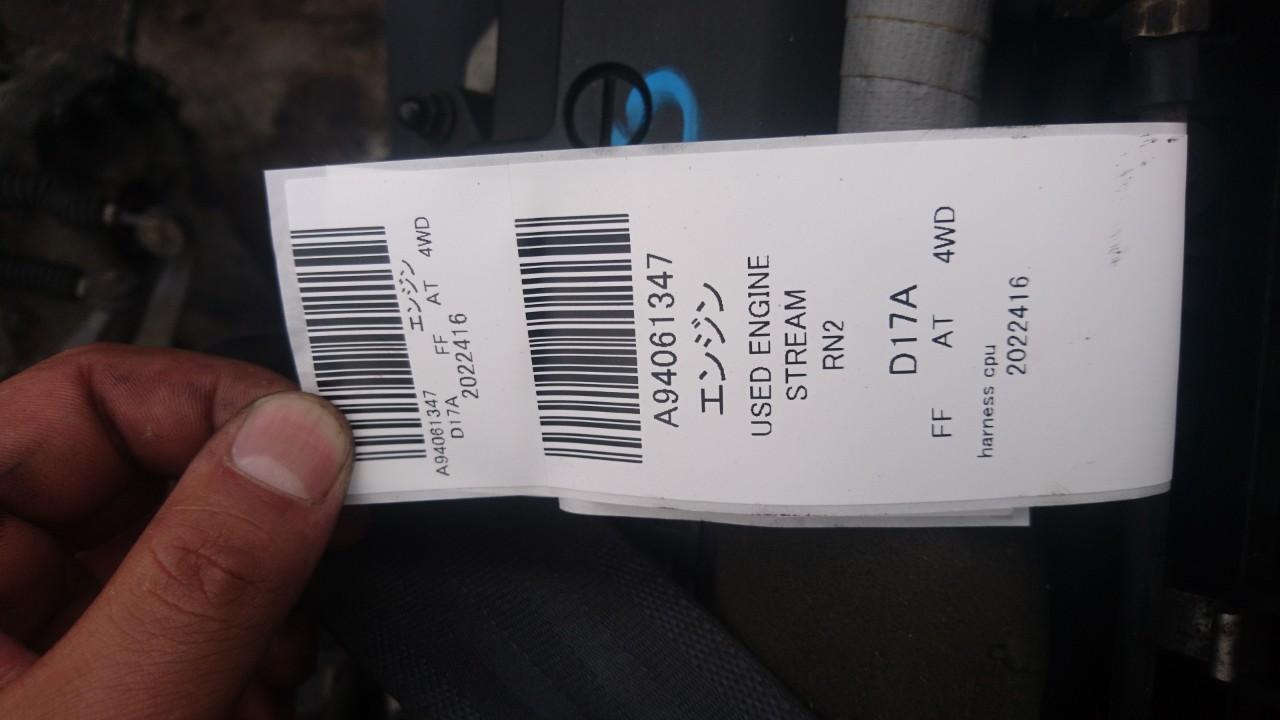 A94061347 エンジン
D17A FF AT 4WD
2022416
A94061347
エンジン
USED ENGINE
STREAM
RN2
D17A
FF AT 4WD
harness cpu
2022416